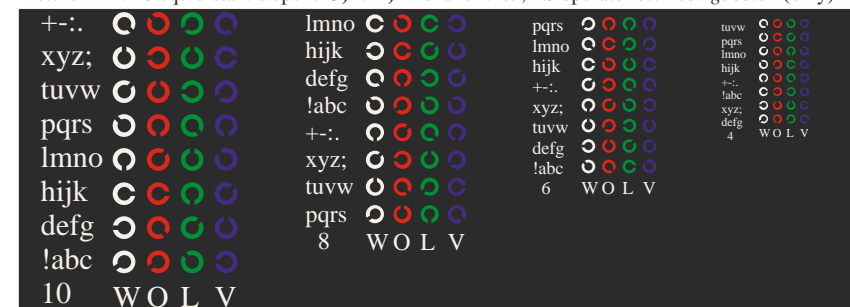 +-:.
xyz;
tuvw
pqrs
lmno
hijk
defg
!abc
10 W O L V
lmno
hijk
defg
!abc
+-:.
xyz;
tuvw
pqrs
8 W O L V
pqrs
lmno
hijk
+-:.
xyz;
tuvw
defg
!abc
6 W O L V
tuvw
pqrs
lmno
hijk
+-:.
!abc
xyz;
defg
4 W O L V